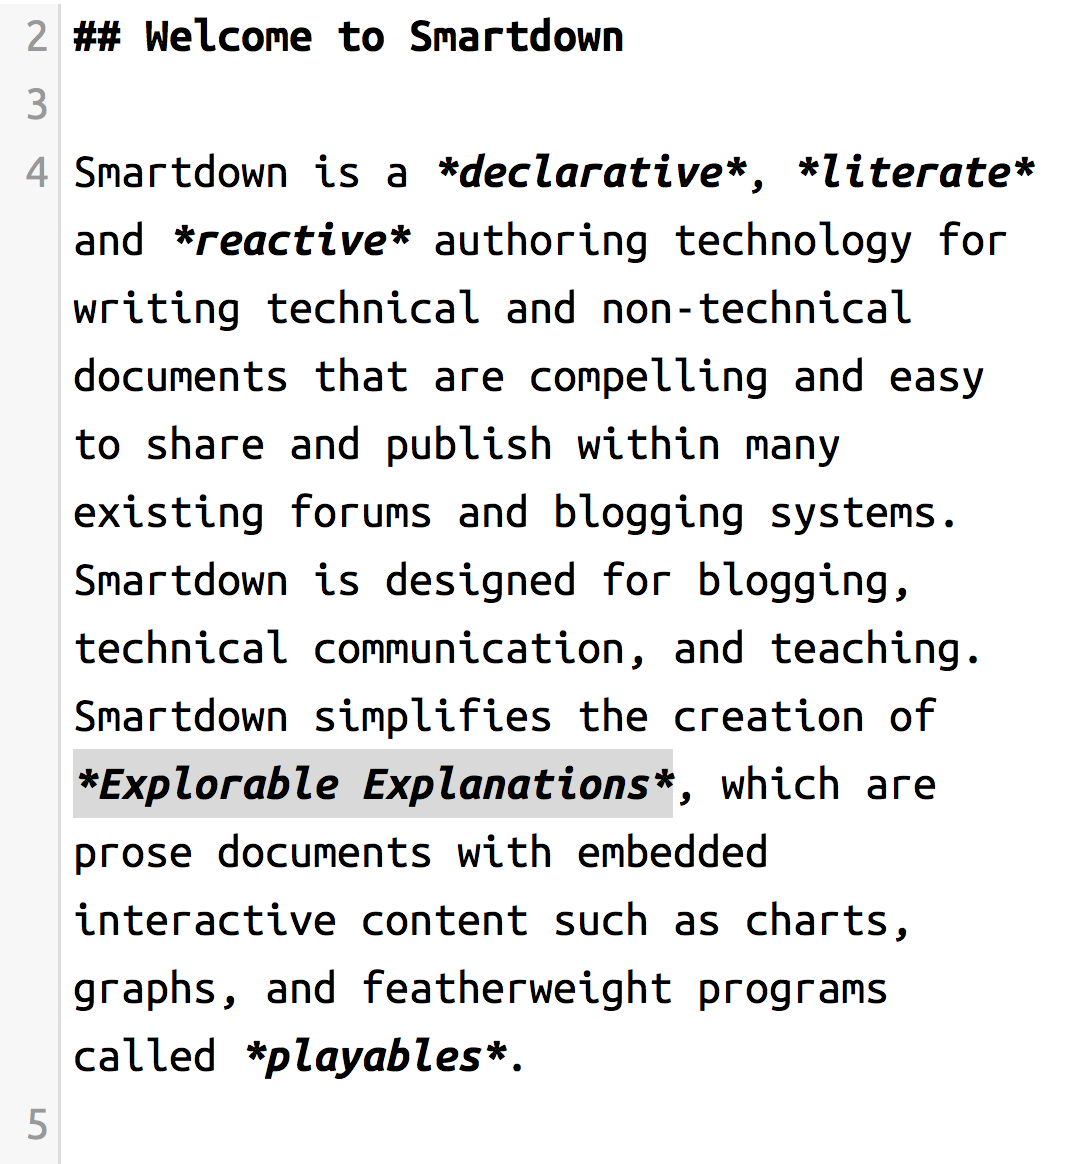 2 ## Welcome to Smartdown
3
4 Smartdown is a *declarative*, *literate*
and *reactive* authoring technology for
writing technical and non-technical
documents that are compelling and easy
to share and publish within many
existing forums and blogging systems.
Smartdown is designed for blogging,
technical communication, and teaching.
Smartdown simplifies the creation of
*Explorable Explanations*, which are
prose documents with embedded
interactive content such as charts,
graphs, and featherweight programs
called *playables*.
5